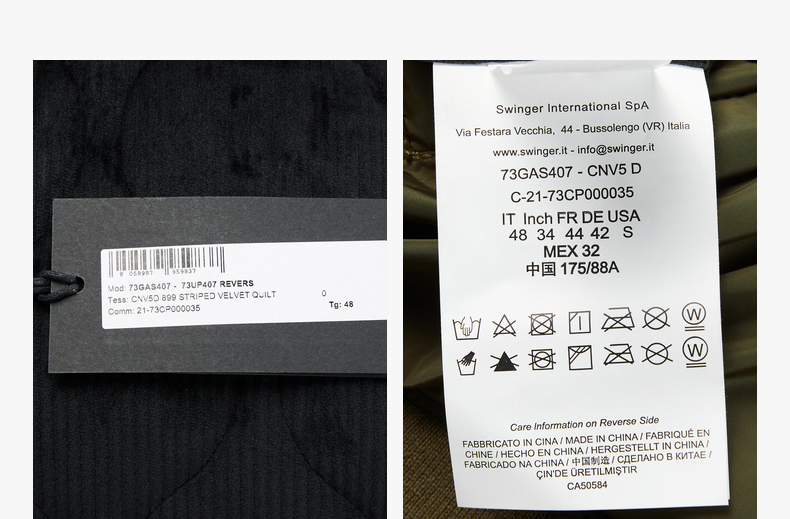 8 058987 959937
Mod: 73GAS407 - 73UP407 REVERS
Tess: CNV5D 899 STRIPED VELVET QUILT 0
Comm: 21-73CP000035 Tg: 48
Swinger International SpA
Via Festara Vecchia, 44 - Bussolengo (VR) Italia
www.swinger.it - info@swinger.it
73GAS407 - CNV5 D
C-21-73CP000035
IT Inch FR DE USA
48 34 44 42 S
MEX 32
中国 175/88A
W
W
Care Information on Reverse Side
FABBRICATO IN CINA / MADE IN CHINA / FABRIQUÉ EN
CHINE / HECHO EN CHINA / HERGESTELLT IN CHINA /
FABRICADO NA CHINA / 中国制造 / СДЕЛАНО В КИТАЕ /
ÇIN'DE ÜRETILMIŞTIR
CA50584